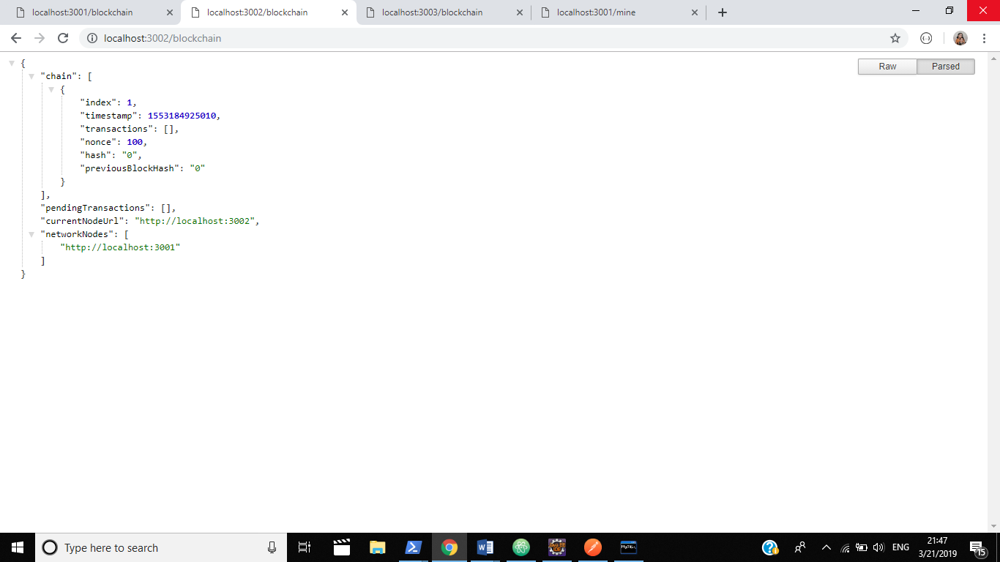 localhost:3001/blockchain
localhost:3002/blockchain
localhost:3003/blockchain
localhost:3001/mine
localhost:3002/blockchain
Raw
Parsed
{
"chain": [
{
"index": 1,
"timestamp": 1553184925010,
"transactions": [],
"nonce": 100,
"hash": "0",
"previousBlockHash": "0"
}
],
"pendingTransactions": [],
"currentNodeUrl": "http://localhost:3002",
"networkNodes": [
"http://localhost:3001"
]
}
Type here to search
ENG
21:47
3/21/2019
15